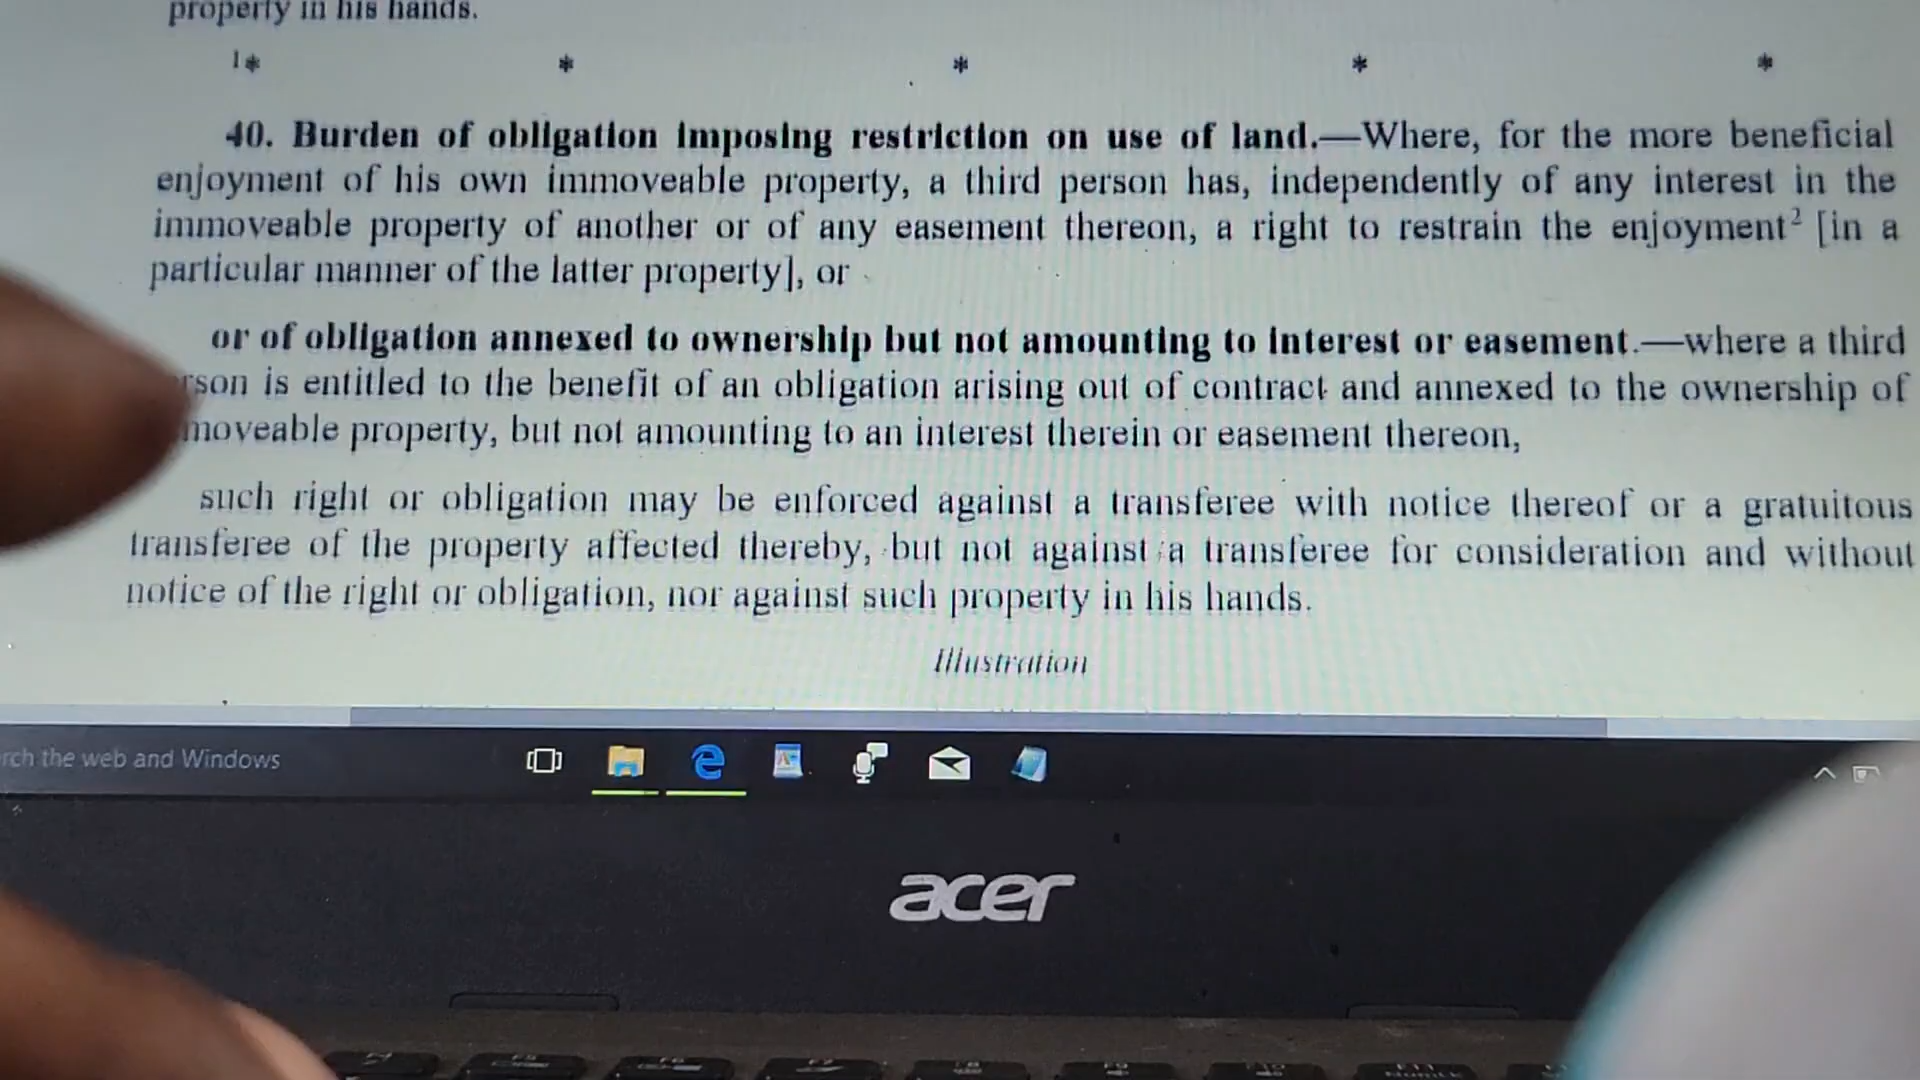 property in his hands.
1* * * * *
40. Burden of obligation imposing restriction on use of land.—Where, for the more beneficial
enjoyment of his own immoveable property, a third person has, independently of any interest in the
immoveable property of another or of any easement thereon, a right to restrain the enjoyment2 [in a
particular manner of the latter property], or
or of obligation annexed to ownership but not amounting to interest or easement.—where a third
rson is entitled to the benefit of an obligation arising out of contract and annexed to the ownership of
moveable property, but not amounting to an interest therein or easement thereon,
such right or obligation may be enforced against a transferee with notice thereof or a gratuitous
transferee of the property affected thereby, but not against a transferee for consideration and without
notice of the right or obligation, nor against such property in his hands.
Illustration
rch the web and Windows
acer